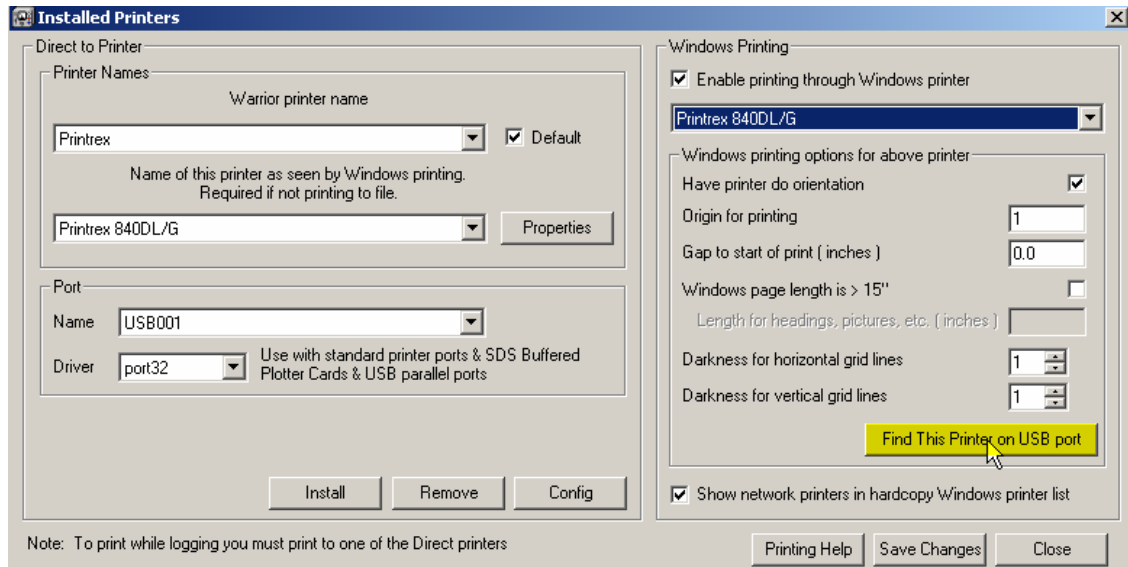 Installed Printers
Direct to Printer
Printer Names
Warrior printer name
Printrex
Default
Name of this printer as seen by Windows printing.
Required if not printing to file.
Printrex 840DL/G
Properties
Port
Name
USB001
Driver
port32
Use with standard printer ports & SDS Buffered
Plotter Cards & USB parallel ports
Install
Remove
Config
Note: To print while logging you must print to one of the Direct printers
Windows Printing
Enable printing through Windows printer
Printrex 840DL/G
Windows printing options for above printer
Have printer do orientation
Origin for printing
1
Gap to start of print ( inches )
0.0
Windows page length is > 15"
Length for headings, pictures, etc. ( inches )
Darkness for horizontal grid lines
1
Darkness for vertical grid lines
1
Find This Printer on USB port
Show network printers in hardcopy Windows printer list
Printing Help
Save Changes
Close